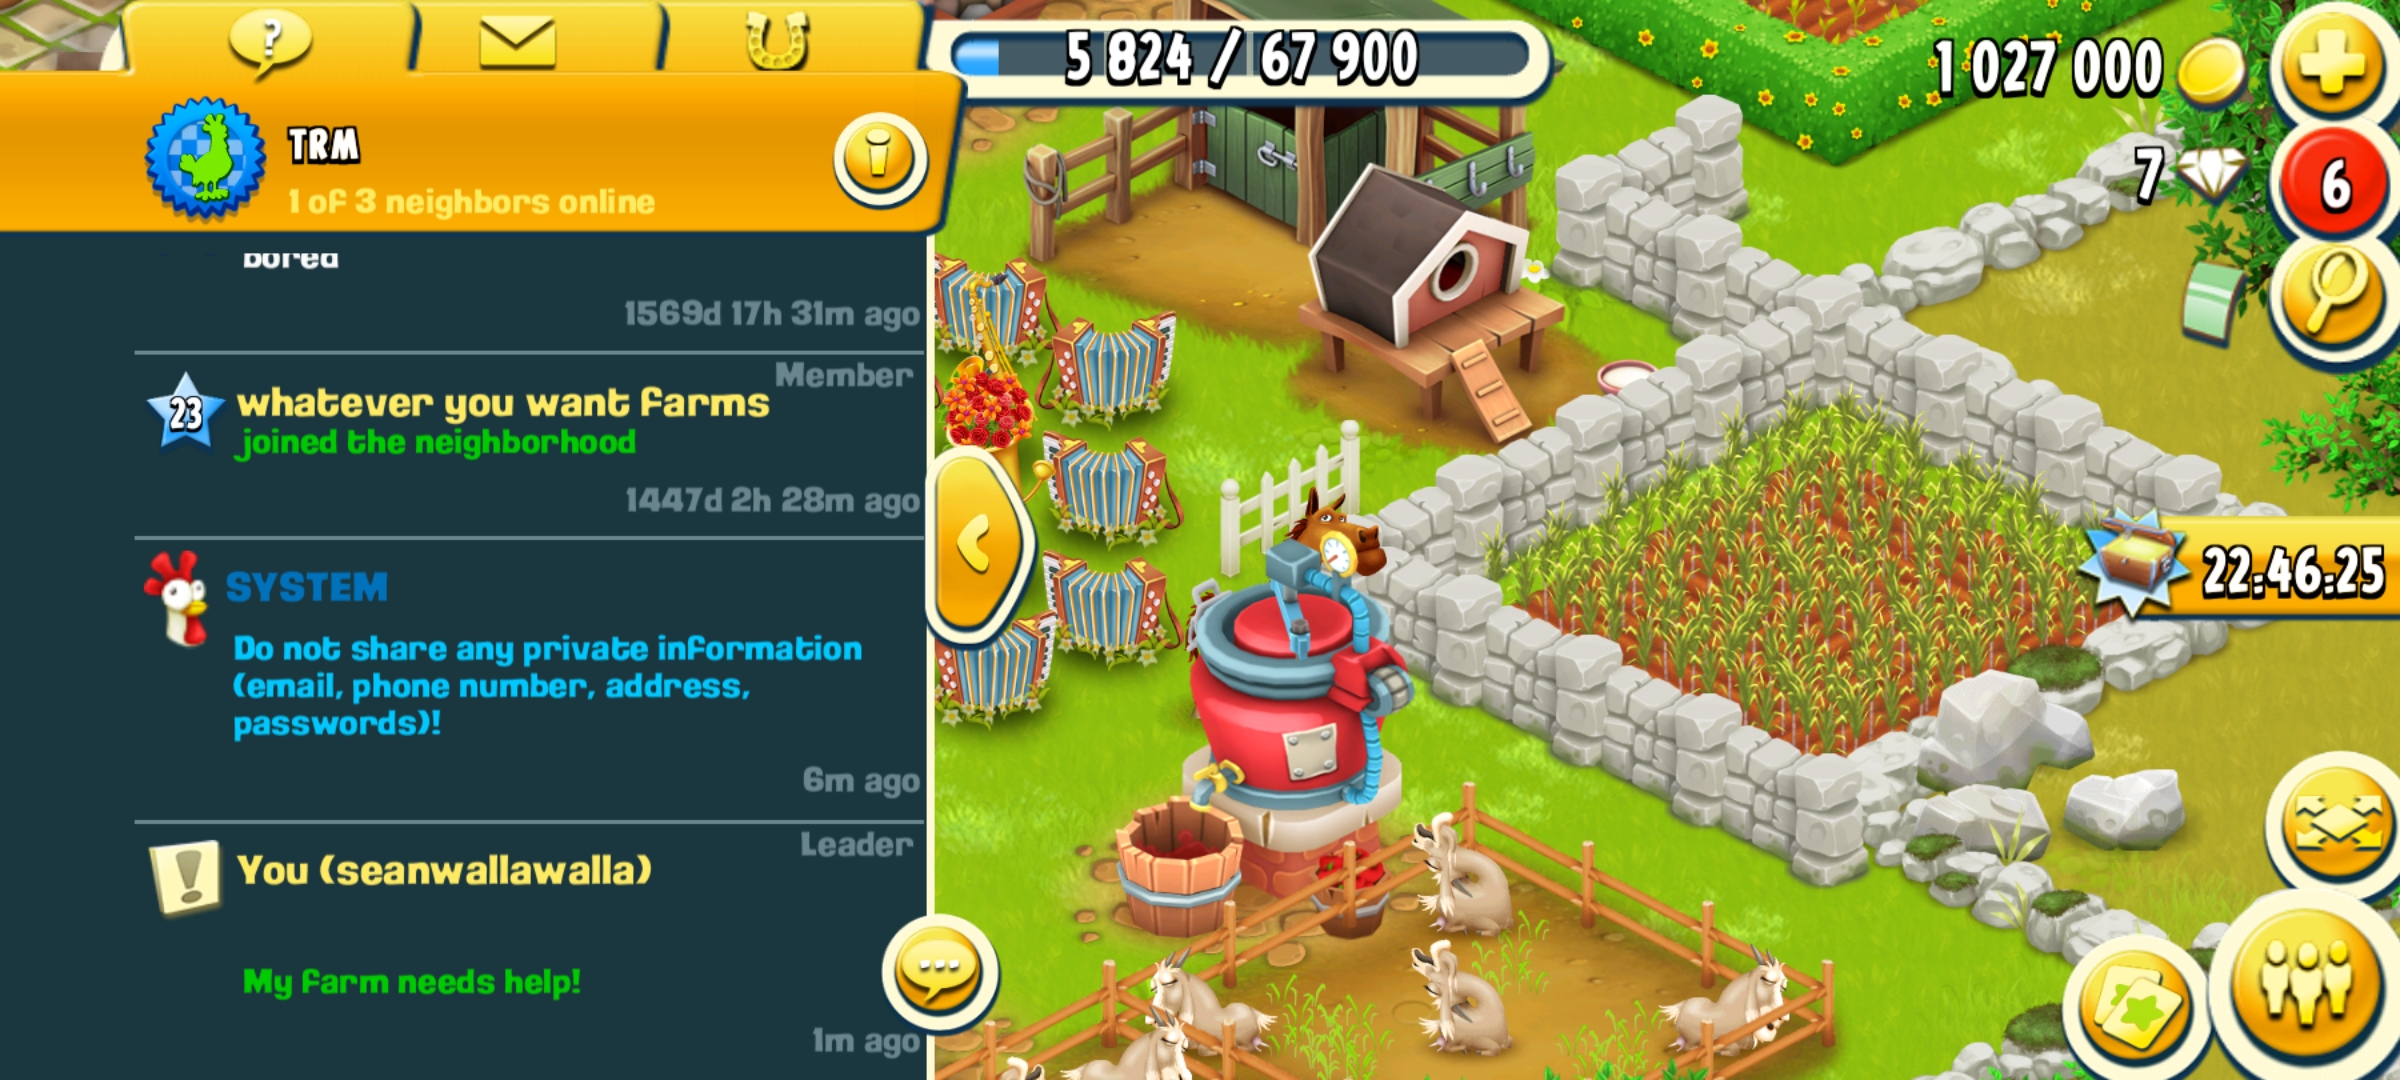 5 824 / 67 900
1 027 000
7
6
TRM
1 of 3 neighbors online
bored
1569d 17h 31m ago
Member
23
whatever you want farms
joined the neighborhood
1447d 2h 28m ago
SYSTEM
Do not share any private information
(email, phone number, address,
passwords)!
6m ago
Leader
You (seanwallawalla)
My farm needs help!
1m ago
22:46:25